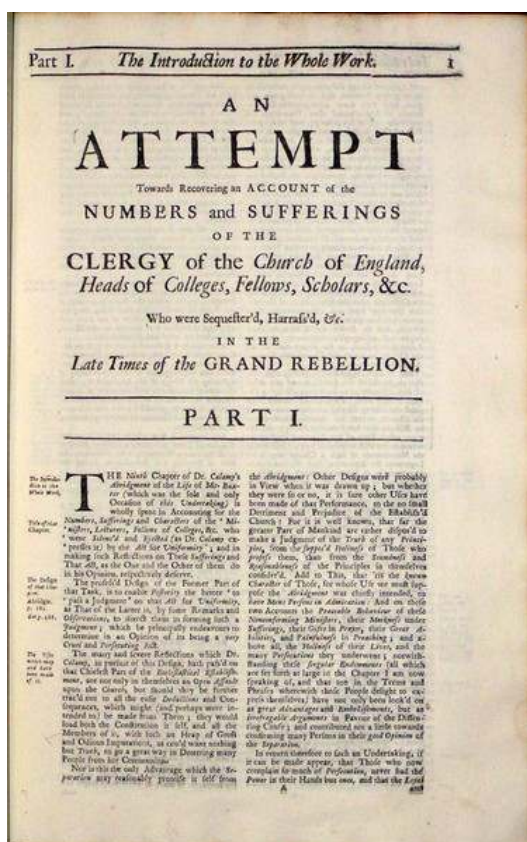 Part I. The Introduction to the Whole Work. 1
AN
ATTEMPT
Towards Recovering an ACCOUNT of the
NUMBERS and SUFFERINGS
OF THE
CLERGY of the Church of England,
Heads of Colleges, Fellows, Scholars, &c.
Who were Sequester'd, Harrass'd, &c.
IN THE
Late Times of the GRAND REBELLION.
PART I.
THE Ninth Chapter of Dr. Calamy's
Abridgment of the Life of Mr. Bax-
ter (which was the sole and only
Occasion of this Undertaking) is
wholly spent in Accounting for the
Numbers, Sufferings and Characters of the ' Mi-
' nisters, Lecturers, Fellows of Colleges, &c. who
' were Silenc'd and Ejected (as Dr. Calamy ex-
' presses it) by the Act for Uniformity; and in
making such Reflections on These Sufferings and
That Act, as the One and the Other of them do
in his Opinion, respectively deserve.
The profess'd Design of the Former Part of
that Task, is to enable Posterity the better ' to
' pass a Judgment' on that Act for Uniformity,
as That of the Latter is, by some Remarks and
Observations, to direct them in forming such a
Judgment; which he principally endeavours to
determine in an Opinion of its being a very
Cruel and Persecuting Act.
The many and severe Reflections which Dr.
Calamy, in pursuit of this Design, hath pass'd on
that Chiefest Part of the Ecclesiastical Establish-
ment, are not only in themselves an Open Assault
upon the Church, but should they be further
trac'd out to all the Deductions and Con-
sequences, which might (and perhaps were in-
tended to) be made from Them; they would
load both the Constitution it self, and all the
Members of it, with such an Heap of Gross
and Odious Imputations, as could want nothing
but Truth, to go a great way in Deterring many
People from her Communion.
Nor is this the only Advantage which the Se-
paration may reasonably promise it self from
the Abridgment: Other Designs were probably
in View when it was drawn up; but whether
they were so or no, it is sure other Uses have
been made of that Performance, to the no small
Detriment and Prejudice of the Establish'd
Church: For it is well known, that far the
greater Part of Mankind are rather dispos'd to
make a Judgment of the Truth of any Princi-
ples, from the suppos'd Holiness of Those who
profess them, than from the Soundness and
Reasonableness of the Principles in themselves
consider'd. Add to This, that 'tis the known
Character of Those, for whose Use we must sup-
pose the Abridgment was chiefly intended, to
have Mens Persons in Admiration: And on these
two Accounts the Peaceable Behaviour of these
Nonconforming Ministers, their Meekness under
Sufferings, their Gifts in Prayer, their Great A-
bilities, and Painfulness in Preaching; and a-
bove all, the Holiness of their Lives, and the
many Persecutions they underwent; notwith-
standing these Singular Endowments (all which
are set forth at large in the Chapter I am now
speaking of, and that too in the Terms and
Phrases wherewith those People delight to ex-
press themselves) have not only been look'd on
as great Advantages and Embellishments, but as
irrefragable Arguments in Favour of the Dissen-
ting Cause; and contributed not a little towards
confirming many Persons in their good Opinion of
the Separation.
In return therefore to such an Undertaking, if
it can be made appear, that Those who now
complain so much of Persecution, never had the
Power in their Hands but once, and that the Loyal
A and